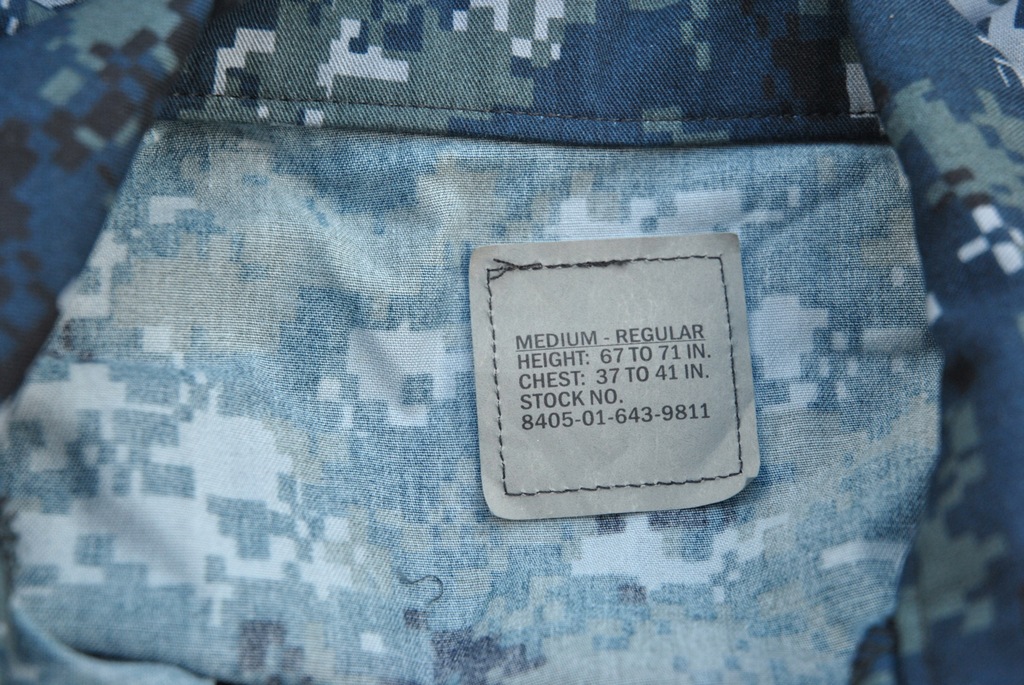 MEDIUM - REGULAR
HEIGHT: 67 TO 71 IN.
CHEST: 37 TO 41 IN.
STOCK NO.
8405-01-643-9811